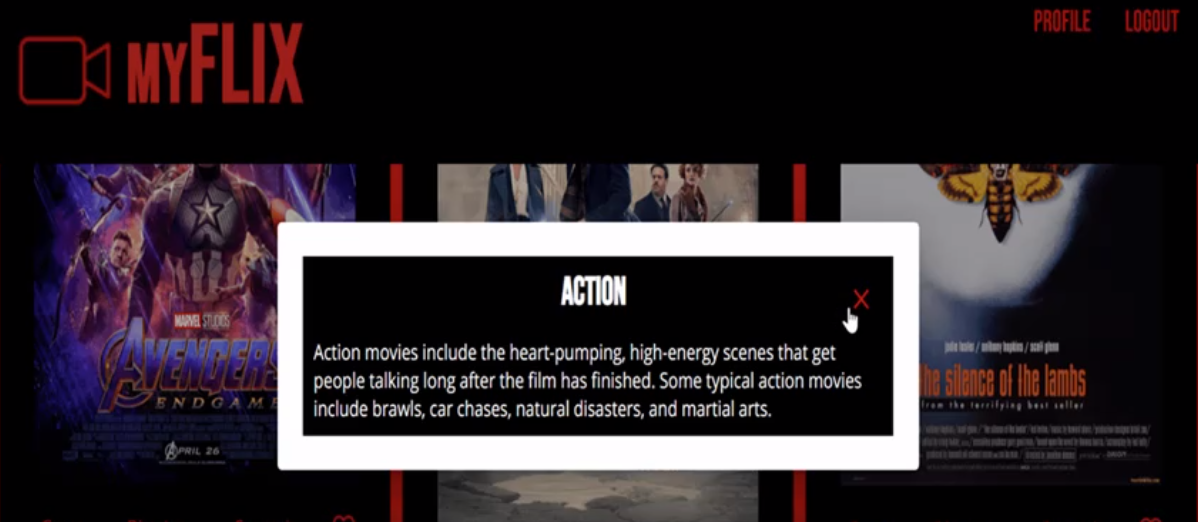 PROFILE LOGOUT
MYFLIX
ACTION
Action movies include the heart-pumping, high-energy scenes that get
people talking long after the film has finished. Some typical action movies
include brawls, car chases, natural disasters, and martial arts.
MARVEL STUDIOS
AVENGERS
ENDGAME
APRIL 26
jodie foster / anthony hopkins / scott glenn
the silence of the lambs
from the terrifying best seller